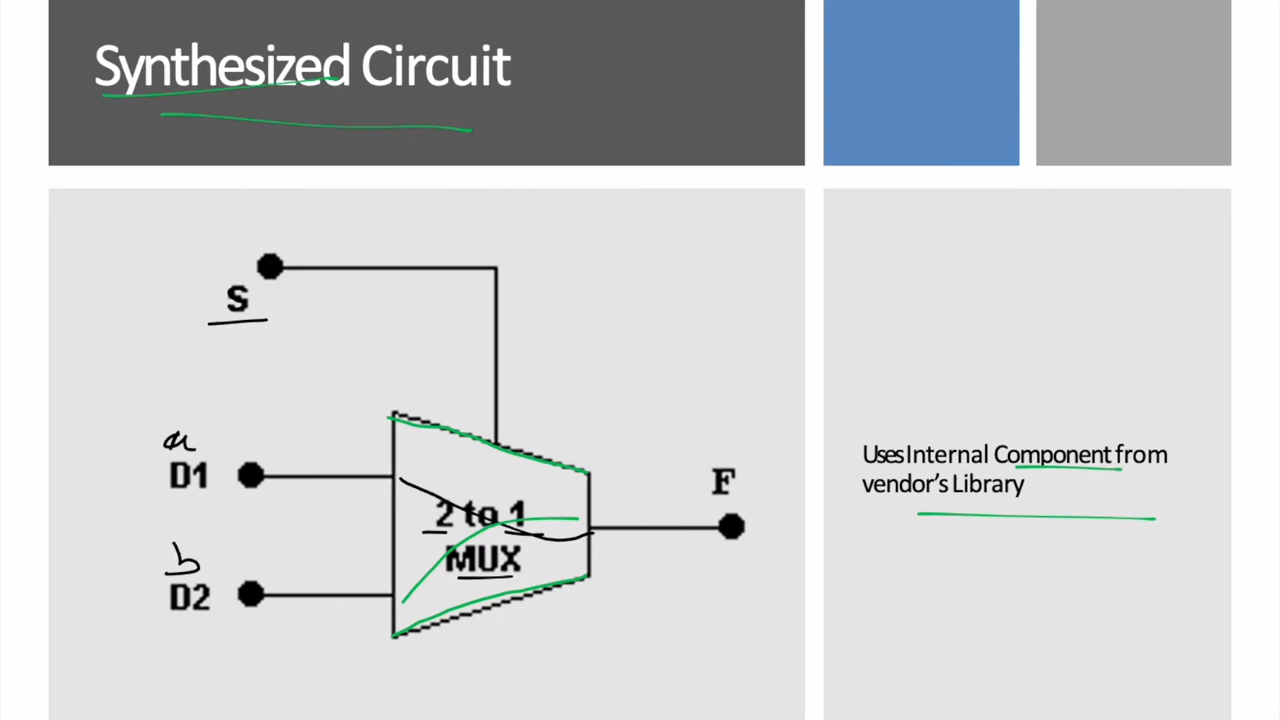 Synthesized Circuit
S
a
D1
F
2 to 1
MUX
b
D2
Uses Internal Component from
vendor's Library